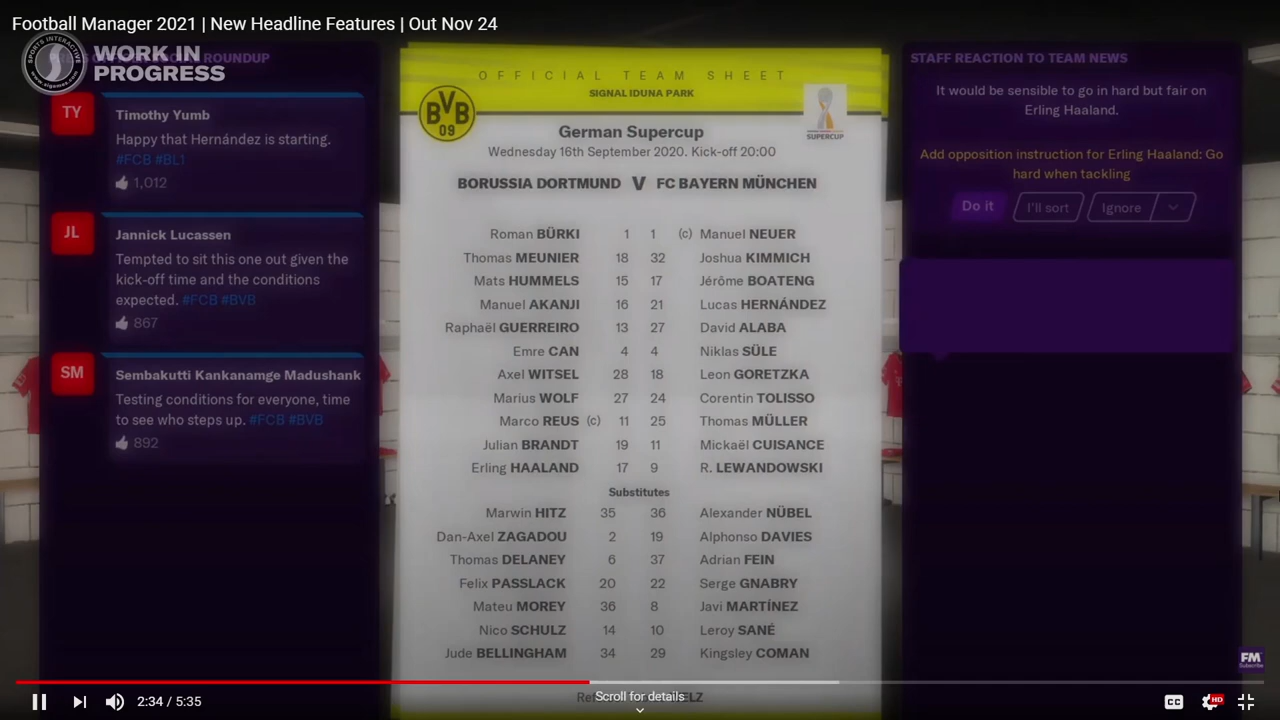 Football Manager 2021 | New Headline Features | Out Nov 24
SPORTS INTERACTIVE
www.sigames.com
WORK IN
PROGRESS
ROUNDUP
TY
Timothy Yumb
Happy that Hernández is starting.
#FCB #BL1
1,012
JL
Jannick Lucassen
Tempted to sit this one out given the
kick-off time and the conditions
expected. #FCB #BVB
867
SM
Sembakutti Kankanamge Madushank
Testing conditions for everyone, time
to see who steps up. #FCB #BVB
892
OFFICIAL TEAM SHEET
SIGNAL IDUNA PARK
BVB
09
SUPERCUP
German Supercup
Wednesday 16th September 2020. Kick-off 20:00
BORUSSIA DORTMUND V FC BAYERN MÜNCHEN
Roman BÜRKI 1 1 (c) Manuel NEUER
Thomas MEUNIER 18 32 Joshua KIMMICH
Mats HUMMELS 15 17 Jérôme BOATENG
Manuel AKANJI 16 21 Lucas HERNÁNDEZ
Raphaël GUERREIRO 13 27 David ALABA
Emre CAN 4 4 Niklas SÜLE
Axel WITSEL 28 18 Leon GORETZKA
Marius WOLF 27 24 Corentin TOLISSO
Marco REUS (c) 11 25 Thomas MÜLLER
Julian BRANDT 19 11 Mickaël CUISANCE
Erling HAALAND 17 9 R. LEWANDOWSKI
Substitutes
Marwin HITZ 35 36 Alexander NÜBEL
Dan-Axel ZAGADOU 2 19 Alphonso DAVIES
Thomas DELANEY 6 37 Adrian FEIN
Felix PASSLACK 20 22 Serge GNABRY
Mateu MOREY 36 8 Javi MARTÍNEZ
Nico SCHULZ 14 10 Leroy SANÉ
Jude BELLINGHAM 34 29 Kingsley COMAN
STAFF REACTION TO TEAM NEWS
It would be sensible to go in hard but fair on
Erling Haaland.
Add opposition instruction for Erling Haaland: Go
hard when tackling
Do it I'll sort Ignore
FM
Subscribe
Scroll for details
2:34 / 5:35
CC
HD